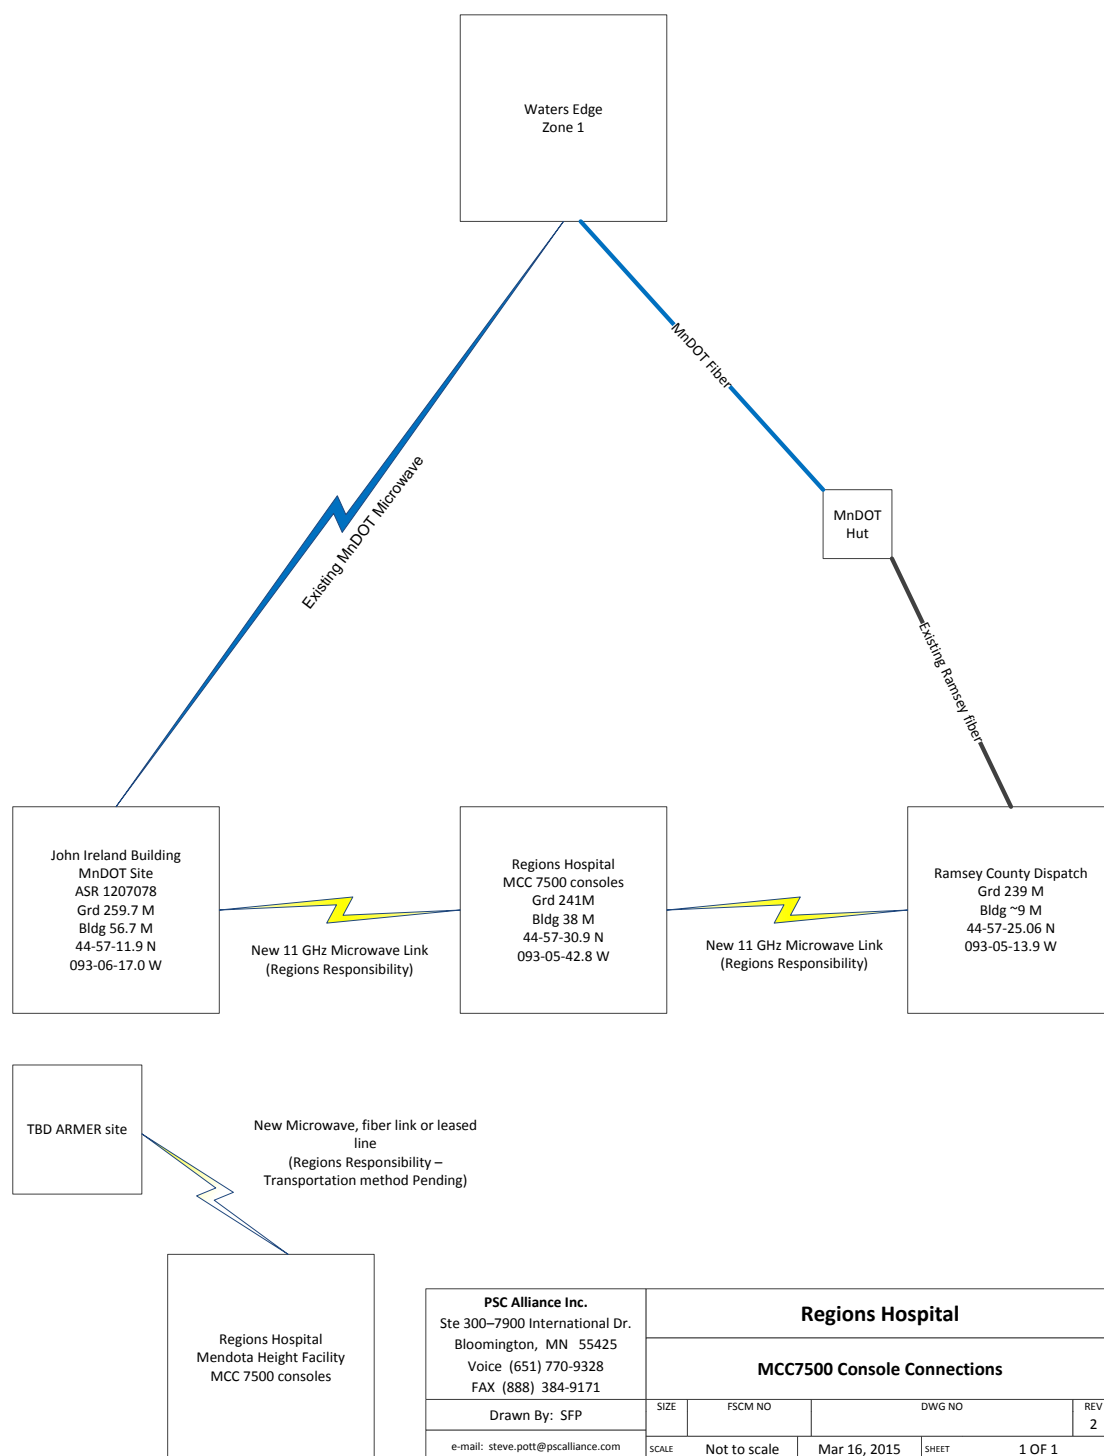 Waters Edge
Zone 1
MnDOT Fiber
Existing MnDOT Microwave
MnDOT
Hut
Existing Ramsey fiber
John Ireland Building
MnDOT Site
ASR 1207078
Grd 259.7 M
Bldg 56.7 M
44-57-11.9 N
093-06-17.0 W
New 11 GHz Microwave Link
(Regions Responsibility)
Regions Hospital
MCC 7500 consoles
Grd 241M
Bldg 38 M
44-57-30.9 N
093-05-42.8 W
New 11 GHz Microwave Link
(Regions Responsibility)
Ramsey County Dispatch
Grd 239 M
Bldg ~9 M
44-57-25.06 N
093-05-13.9 W
TBD ARMER site
New Microwave, fiber link or leased
line
(Regions Responsibility –
Transportation method Pending)
Regions Hospital
Mendota Height Facility
MCC 7500 consoles
PSC Alliance Inc.
Ste 300–7900 International Dr.
Bloomington, MN 55425
Voice (651) 770-9328
FAX (888) 384-9171
Drawn By: SFP
e-mail: steve.pott@pscalliance.com
Regions Hospital
MCC7500 Console Connections
SIZE FSCM NO DWG NO REV
2
SCALE Not to scale Mar 16, 2015 SHEET 1 OF 1